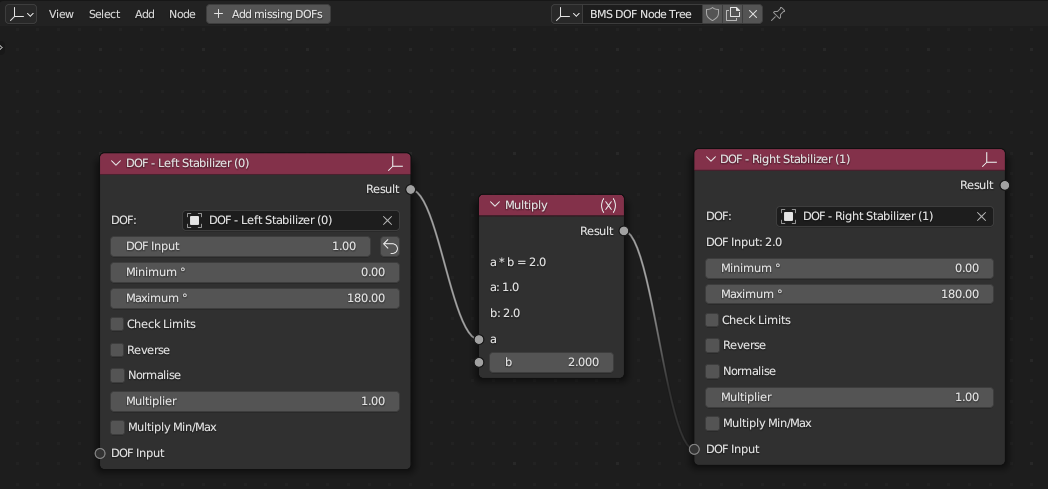 View Select Add Node + Add missing DOFs BMS DOF Node Tree
DOF - Left Stabilizer (0)
Result
DOF: DOF - Left Stabilizer (0)
DOF Input 1.00
Minimum ° 0.00
Maximum ° 180.00
Check Limits
Reverse
Normalise
Multiplier 1.00
Multiply Min/Max
DOF Input
Multiply (x)
Result
a * b = 2.0
a: 1.0
b: 2.0
a
b 2.000
DOF - Right Stabilizer (1)
Result
DOF: DOF - Right Stabilizer (1)
DOF Input: 2.0
Minimum ° 0.00
Maximum ° 180.00
Check Limits
Reverse
Normalise
Multiplier 1.00
Multiply Min/Max
DOF Input